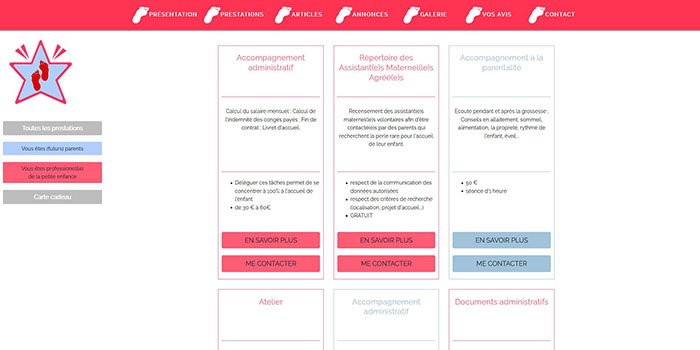 PRÉSENTATION PRESTATIONS ARTICLES ANNONCES GALERIE VOS AVIS CONTACT
Toutes les prestations
Vous êtes (futurs) parents
Vous êtes professionel(le)s
de la petite enfance
Carte cadeau
Accompagnement
administratif
Calcul du salaire mensuel ; Calcul de
l'indemnité des congés payés ; Fin de
contrat ; Livret d'accueil.
Déléguer ces tâches permet de se
concentrer à 100% à l'accueil de
l'enfant
de 30 € à 60€
EN SAVOIR PLUS
ME CONTACTER
Répertoire des
Assistant(e)s Maternel(le)s
Agréé(e)s
Recensement des assistant(e)s
maternel(le)s volontaires afin d'être
contacté(e)s par des parents qui
recherchent la perle rare pour l'accueil
de leur enfant.
respect de la communication des
données autorisées
respect des critères de recherche
(localisation, projet d'accueil...)
GRATUIT
EN SAVOIR PLUS
ME CONTACTER
Accompagnement à la
parentalité
Ecoute pendant et après la grossesse ;
Conseils en allaitement, sommeil,
alimentation, la propreté, rythme de
l'enfant, éveil...
50 €
séance d'1 heure
EN SAVOIR PLUS
ME CONTACTER
Atelier
Accompagnement
administratif
Documents administratifs